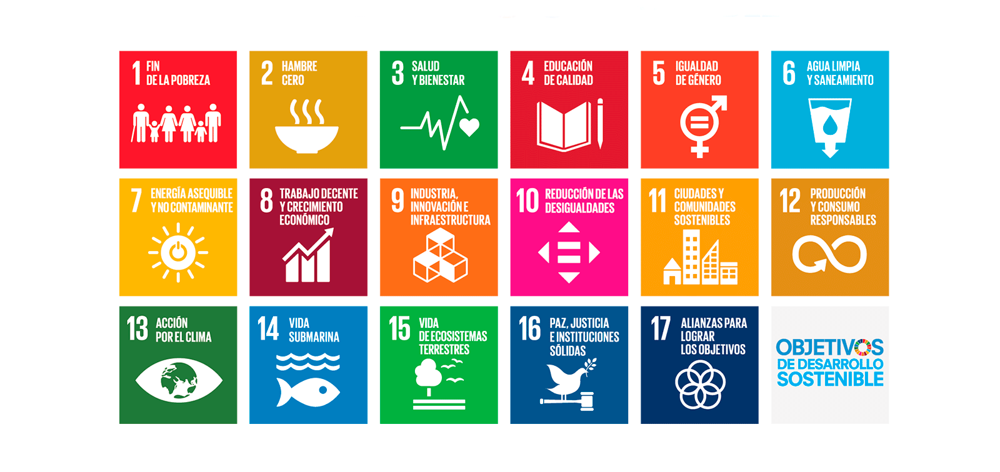 1 FIN
DE LA POBREZA
2 HAMBRE
CERO
3 SALUD
Y BIENESTAR
4 EDUCACIÓN
DE CALIDAD
5 IGUALDAD
DE GÉNERO
6 AGUA LIMPIA
Y SANEAMIENTO
7 ENERGÍA ASEQUIBLE
Y NO CONTAMINANTE
8 TRABAJO DECENTE
Y CRECIMIENTO
ECONÓMICO
9 INDUSTRIA,
INNOVACIÓN E
INFRAESTRUCTURA
10 REDUCCIÓN DE LAS
DESIGUALDADES
11 CIUDADES Y
COMUNIDADES
SOSTENIBLES
12 PRODUCCIÓN
Y CONSUMO
RESPONSABLES
13 ACCIÓN
POR EL CLIMA
14 VIDA
SUBMARINA
15 VIDA
DE ECOSISTEMAS
TERRESTRES
16 PAZ, JUSTICIA
E INSTITUCIONES
SÓLIDAS
17 ALIANZAS PARA
LOGRAR
LOS OBJETIVOS
OBJETIVOS
DE DESARROLLO
SOSTENIBLE